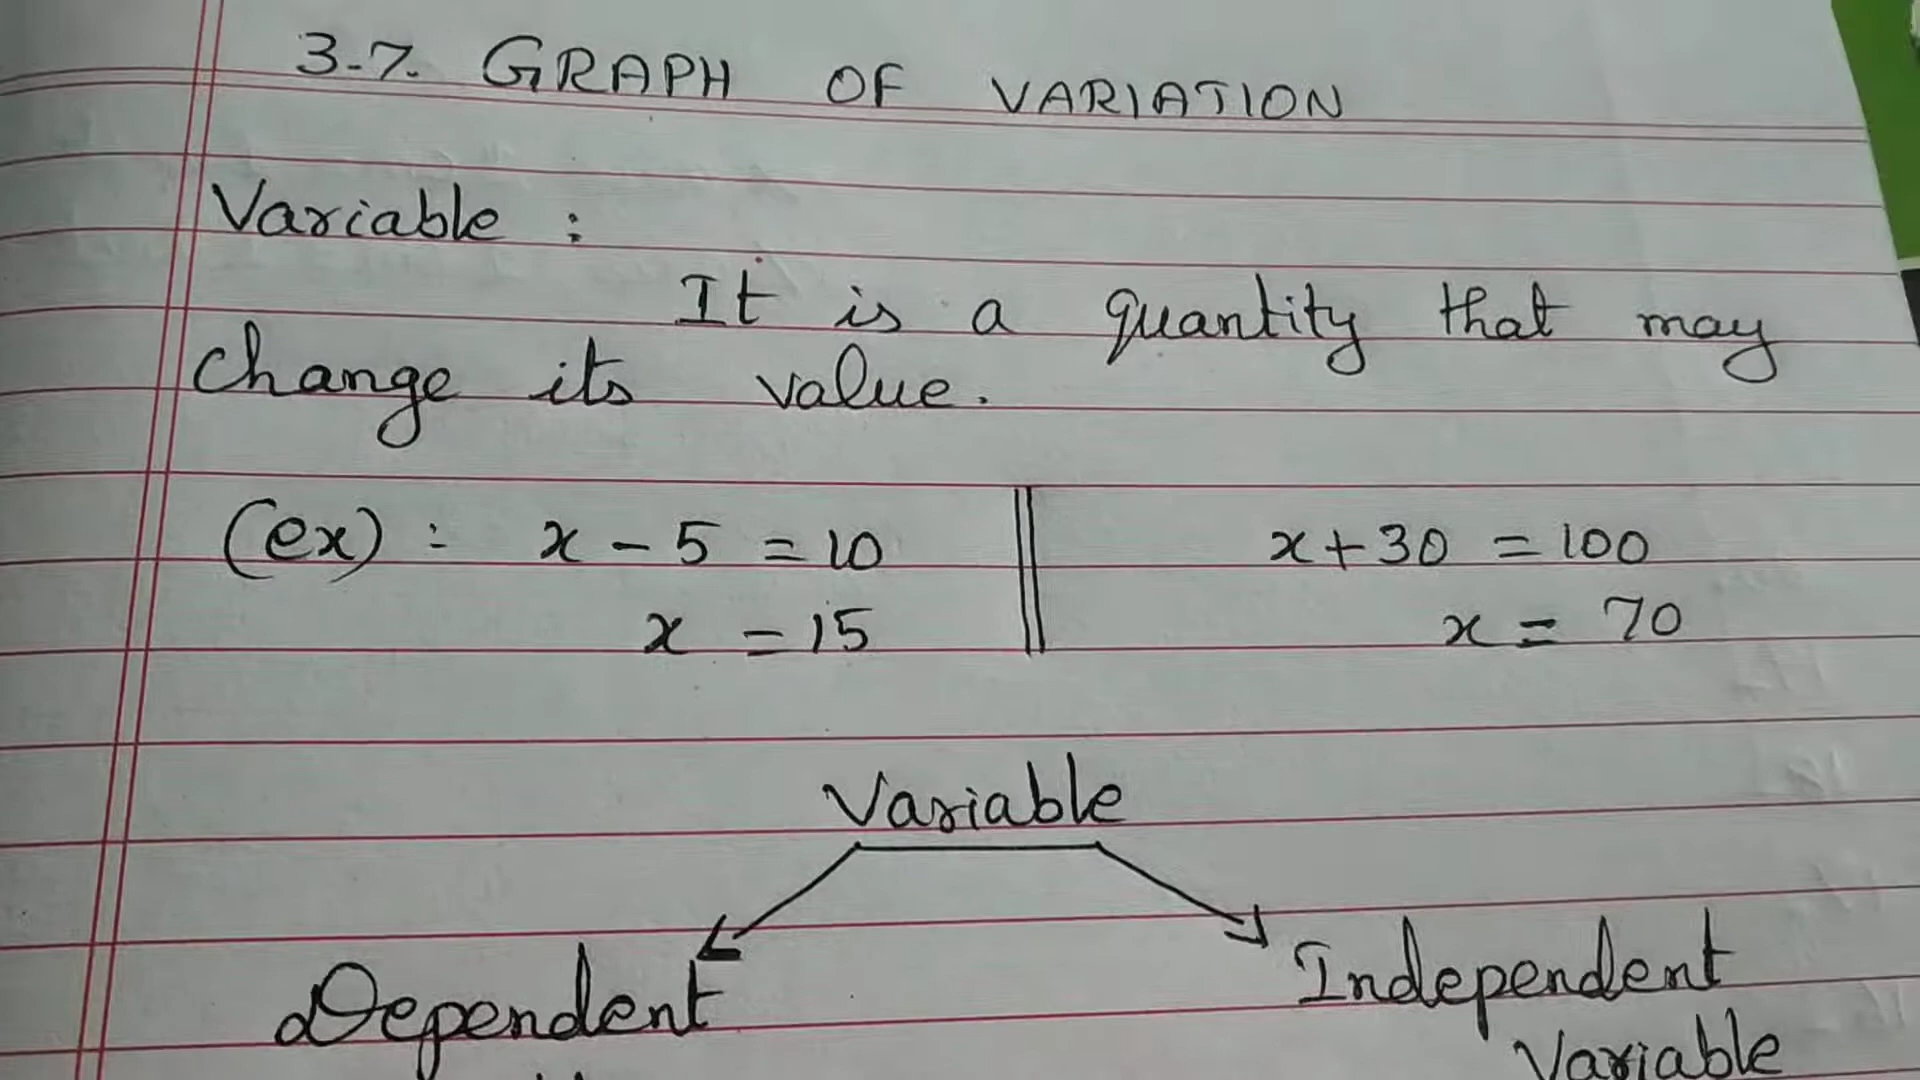 3.7. GRAPH OF VARIATION
Variable :
It is a quantity that may
change its value.
(ex) : x - 5 = 10 x + 30 = 100
x = 15 x = 70
Variable
Dependent Independent
Variable